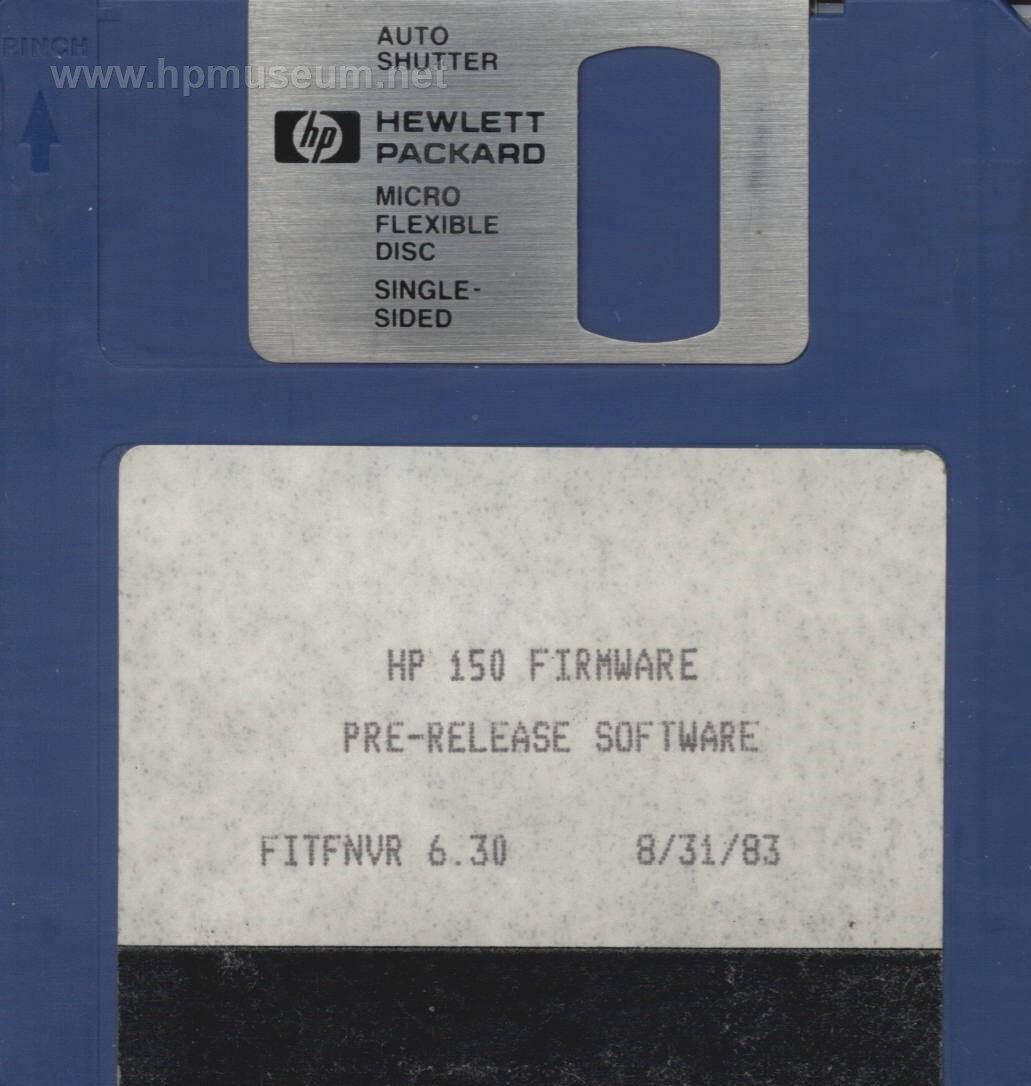 PINCH
www.hpmuseum.net
AUTO
SHUTTER
hp
HEWLETT
PACKARD
MICRO
FLEXIBLE
DISC
SINGLE-
SIDED
HP 150 FIRMWARE
PRE-RELEASE SOFTWARE
FITFNVR 6.30 8/31/83